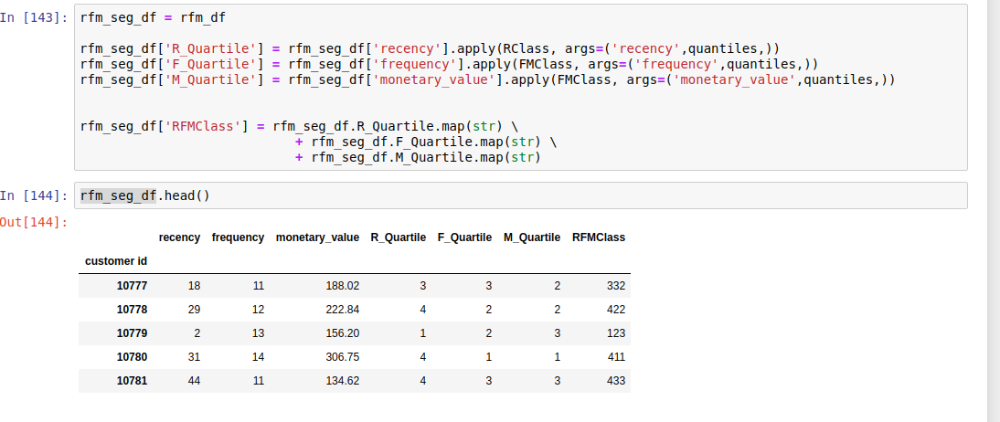 In [143]: rfm_seg_df = rfm_df
rfm_seg_df['R_Quartile'] = rfm_seg_df['recency'].apply(RClass, args=('recency',quantiles,))
rfm_seg_df['F_Quartile'] = rfm_seg_df['frequency'].apply(FMClass, args=('frequency',quantiles,))
rfm_seg_df['M_Quartile'] = rfm_seg_df['monetary_value'].apply(FMClass, args=('monetary_value',quantiles,))
rfm_seg_df['RFMClass'] = rfm_seg_df.R_Quartile.map(str) \
+ rfm_seg_df.F_Quartile.map(str) \
+ rfm_seg_df.M_Quartile.map(str)
In [144]: rfm_seg_df.head()
Out[144]:
recency frequency monetary_value R_Quartile F_Quartile M_Quartile RFMClass
customer id
10777 18 11 188.02 3 3 2 332
10778 29 12 222.84 4 2 2 422
10779 2 13 156.20 1 2 3 123
10780 31 14 306.75 4 1 1 411
10781 44 11 134.62 4 3 3 433